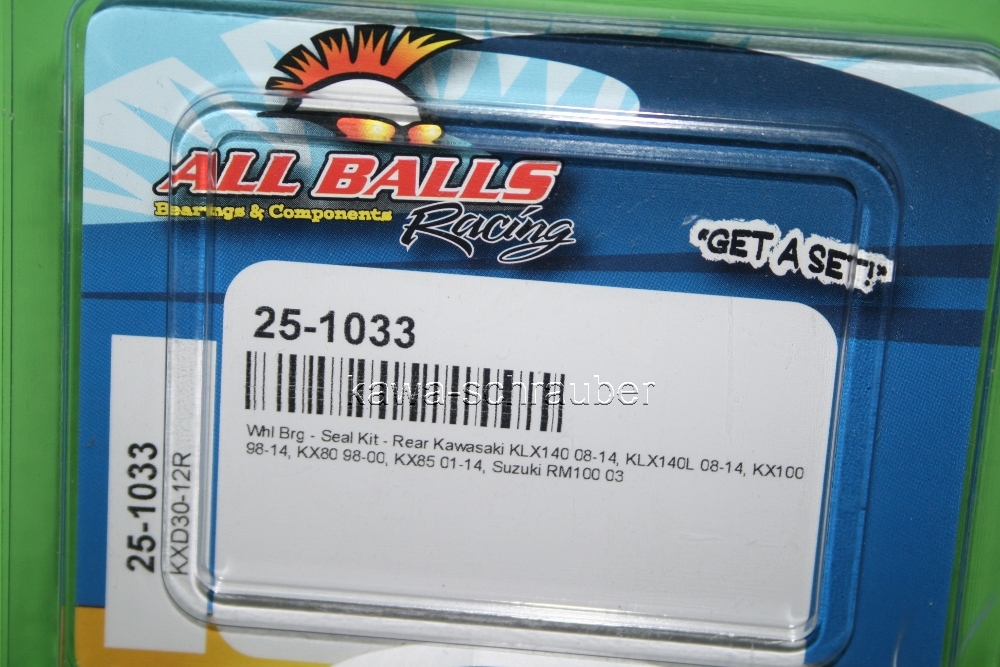 ALL BALLS
Bearings & Components
Racing
"GET A SET!"
25-1033
kawa-schrauber
Whl Brg - Seal Kit - Rear Kawasaki KLX140 08-14, KLX140L 08-14, KX100
98-14, KX80 98-00, KX85 01-14, Suzuki RM100 03
25-1033
KXD30-12R